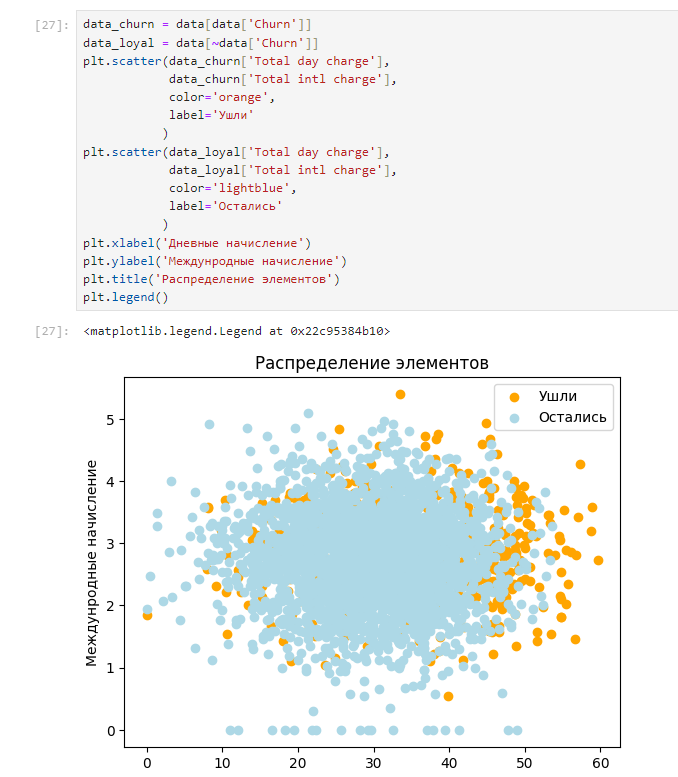 [27]:
data_churn = data[data['Churn']]
data_loyal = data[~data['Churn']]
plt.scatter(data_churn['Total day charge'],
            data_churn['Total intl charge'],
            color='orange',
            label='Ушли'
           )
plt.scatter(data_loyal['Total day charge'],
            data_loyal['Total intl charge'],
            color='lightblue',
            label='Остались'
           )
plt.xlabel('Дневные начисление')
plt.ylabel('Междунродные начисление')
plt.title('Распределение элементов')
plt.legend()
[27]: <matplotlib.legend.Legend at 0x22c95384b10>
Распределение элементов
Ушли
Остались
Междунродные начисление
5
4
3
2
1
0
0 10 20 30 40 50 60